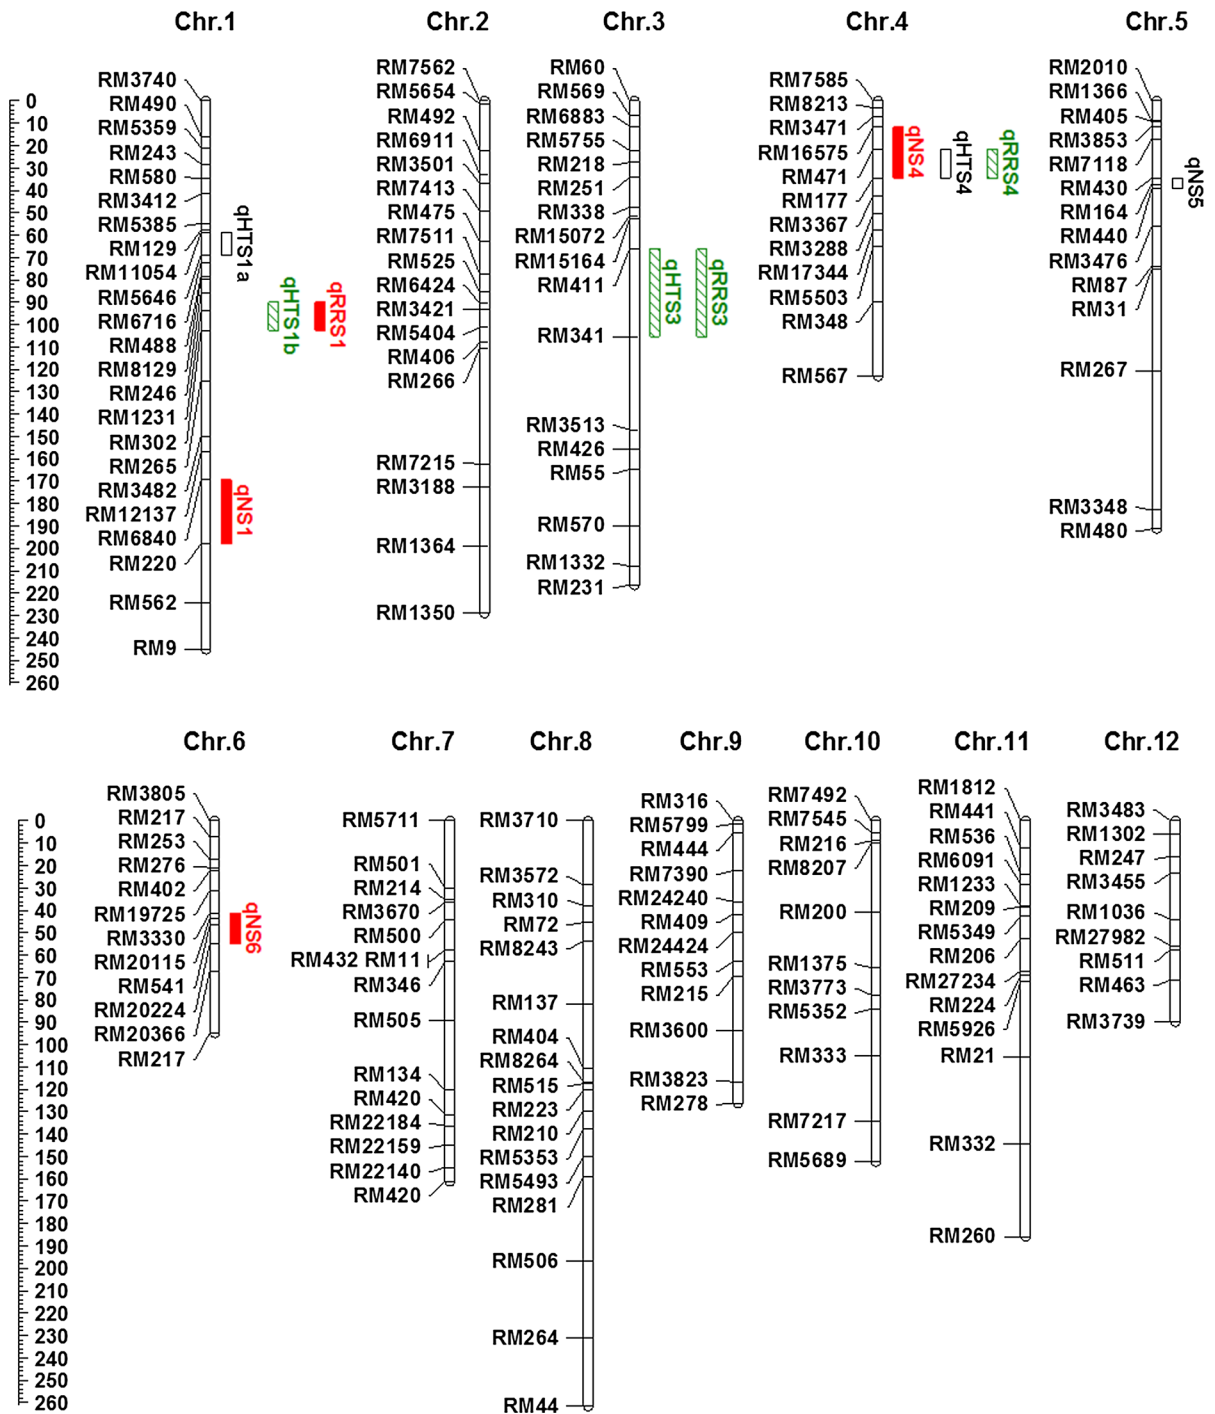 Chr.1 Chr.2 Chr.3 Chr.4 Chr.5
0
10
20
30
40
50
60
70
80
90
100
110
120
130
140
150
160
170
180
190
200
210
220
230
240
250
260
RM3740
RM490
RM5359
RM243
RM580
RM3412
RM5385
RM129
RM11054
RM5646
RM6716
RM488
RM8129
RM246
RM1231
RM302
RM265
RM3482
RM12137
RM6840
RM220
RM562
RM9
qHTS1a
qHTS1b
qRRS1
qNS1
RM7562
RM5654
RM492
RM6911
RM3501
RM7413
RM475
RM7511
RM525
RM6424
RM3421
RM5404
RM406
RM266
RM7215
RM3188
RM1364
RM1350
RM60
RM569
RM6883
RM5755
RM218
RM251
RM338
RM15072
RM15164
RM411
RM341
RM3513
RM426
RM55
RM570
RM1332
RM231
qHTS3
qRRS3
RM7585
RM8213
RM3471
RM16575
RM471
RM177
RM3367
RM3288
RM17344
RM5503
RM348
RM567
qNS4
qHTS4
qRRS4
RM2010
RM1366
RM405
RM3853
RM7118
RM430
RM164
RM440
RM3476
RM87
RM31
RM267
RM3348
RM480
qNS5
Chr.6 Chr.7 Chr.8 Chr.9 Chr.10 Chr.11 Chr.12
0
10
20
30
40
50
60
70
80
90
100
110
120
130
140
150
160
170
180
190
200
210
220
230
240
250
260
RM3805
RM217
RM253
RM276
RM402
RM19725
RM3330
RM20115
RM541
RM20224
RM20366
RM217
qNS6
RM5711
RM501
RM214
RM3670
RM500
RM432 RM11
RM346
RM505
RM134
RM420
RM22184
RM22159
RM22140
RM420
RM3710
RM3572
RM310
RM72
RM8243
RM137
RM404
RM8264
RM515
RM223
RM210
RM5353
RM5493
RM281
RM506
RM264
RM44
RM316
RM5799
RM444
RM7390
RM24240
RM409
RM24424
RM553
RM215
RM3600
RM3823
RM278
RM7492
RM7545
RM216
RM8207
RM200
RM1375
RM3773
RM5352
RM333
RM7217
RM5689
RM1812
RM441
RM536
RM6091
RM1233
RM209
RM5349
RM206
RM27234
RM224
RM5926
RM21
RM332
RM260
RM3483
RM1302
RM247
RM3455
RM1036
RM27982
RM511
RM463
RM3739